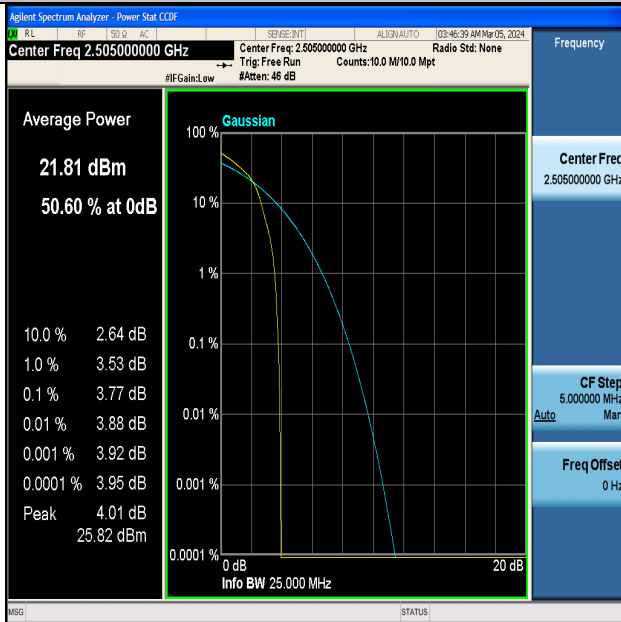 Agilent Spectrum Analyzer - Power Stat CCDF
LXI RL RF 50 Ω AC SENSE:INT ALIGN AUTO 03:46:39 AM Mar 05, 2024
Center Freq 2.505000000 GHz
Center Freq: 2.505000000 GHz Radio Std: None
Trig: Free Run Counts:10.0 M/10.0 Mpt
#IFGain:Low #Atten: 46 dB
Frequency
Average Power
21.81 dBm
50.60 % at 0dB
10.0 % 2.64 dB
1.0 % 3.53 dB
0.1 % 3.77 dB
0.01 % 3.88 dB
0.001 % 3.92 dB
0.0001 % 3.95 dB
Peak 4.01 dB
25.82 dBm
Gaussian
100 %
10 %
1 %
0.1 %
0.01 %
0.001 %
0.0001 %
0 dB 20 dB
Info BW 25.000 MHz
Center Freq
2.505000000 GHz
CF Step
5.000000 MHz
Auto Man
Freq Offset
0 Hz
MSG STATUS